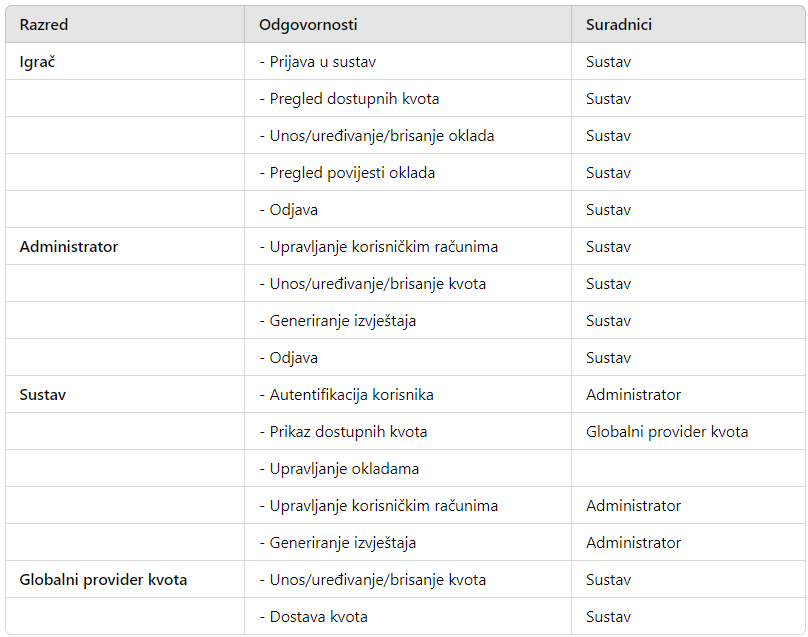 Razred Odgovornosti Suradnici
Igrač - Prijava u sustav Sustav
- Pregled dostupnih kvota Sustav
- Unos/uređivanje/brisanje oklada Sustav
- Pregled povijesti oklada Sustav
- Odjava Sustav
Administrator - Upravljanje korisničkim računima Sustav
- Unos/uređivanje/brisanje kvota Sustav
- Generiranje izvještaja Sustav
- Odjava Sustav
Sustav - Autentifikacija korisnika Administrator
- Prikaz dostupnih kvota Globalni provider kvota
- Upravljanje okladama
- Upravljanje korisničkim računima Administrator
- Generiranje izvještaja Administrator
Globalni provider kvota - Unos/uređivanje/brisanje kvota Sustav
- Dostava kvota Sustav